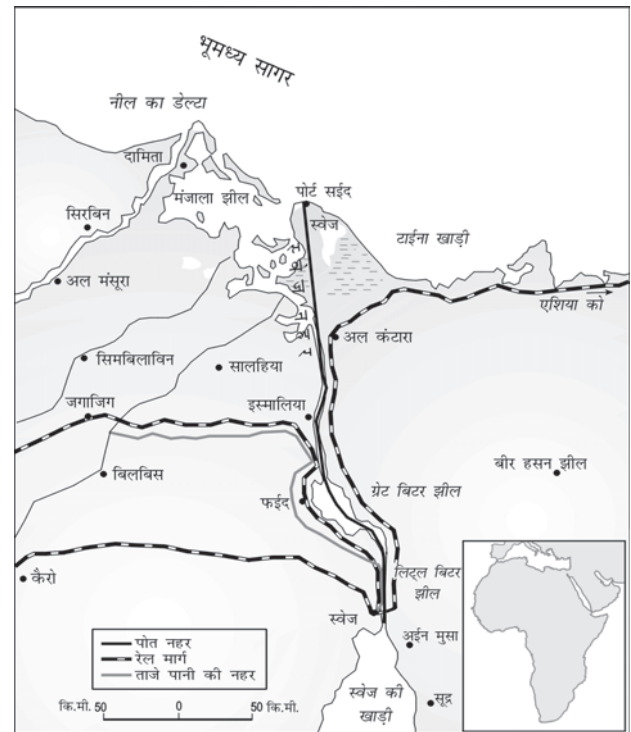 भूमध्य सागर
नील का डेल्टा
दामिता
मंजाला झील
पोर्ट सईद
स्वेज
सिरबिन
टाईना खाड़ी
अल मंसूरा
एशिया को
अल कंटारा
सिमबिलाविन
सालहिया
जगाजिग
इस्मालिया
बिलबिस
बीर हसन झील
ग्रेट बिटर झील
फईद
कैरो
लिट्ल बिटर
झील
स्वेज
अईन मुसा
पोत नहर
रेल मार्ग
ताजे पानी की नहर
स्वेज की
खाड़ी
सूद्र
कि.मी. 50 0 50 कि.मी.